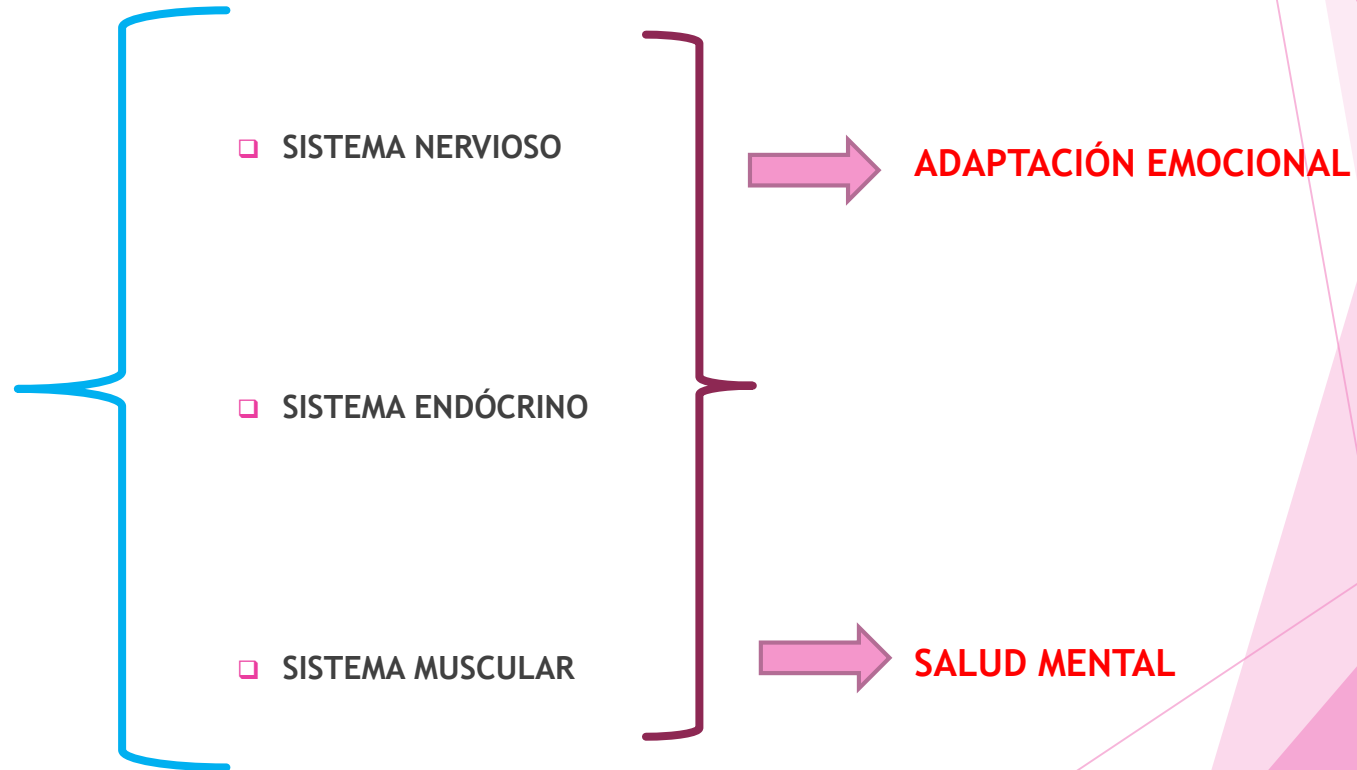 SISTEMA NERVIOSO
ADAPTACIÓN EMOCIONAL
SISTEMA ENDÓCRINO
SISTEMA MUSCULAR
SALUD MENTAL